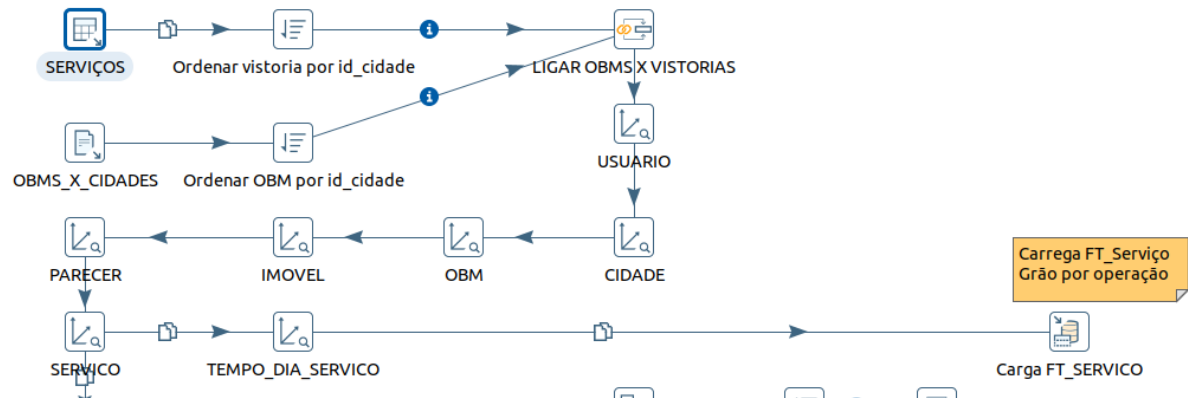 SERVIÇOS
Ordenar vistoria por id_cidade
LIGAR OBMS X VISTORIAS
OBMS_X_CIDADES
Ordenar OBM por id_cidade
USUARIO
PARECER
IMOVEL
OBM
CIDADE
Carrega FT_Serviço
Grão por operação
SERVICO
TEMPO_DIA_SERVICO
Carga FT_SERVICO